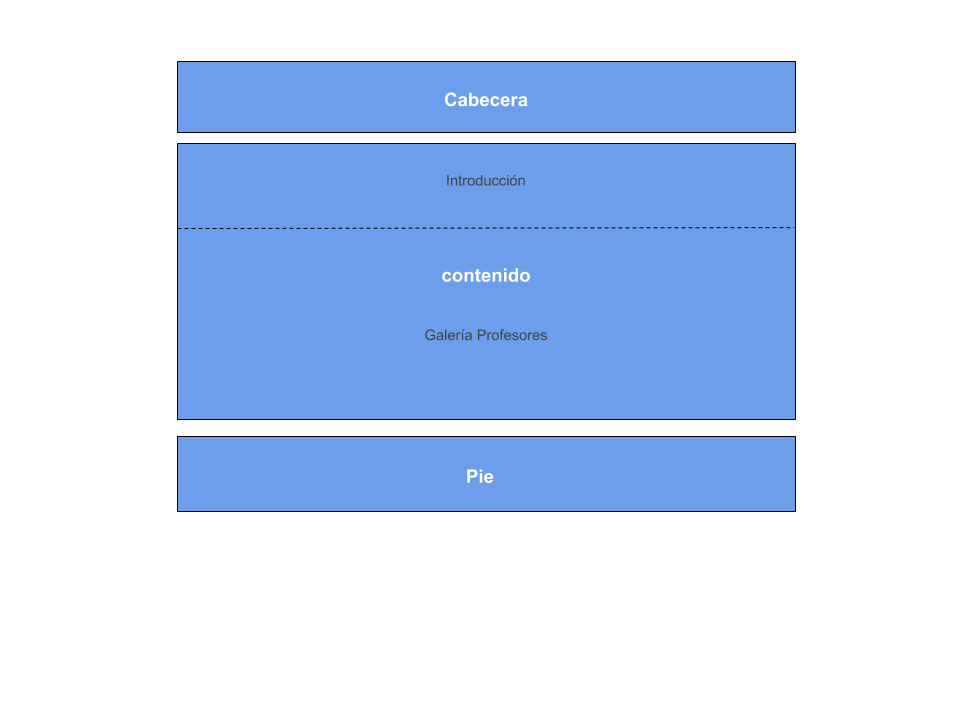 Cabecera
Introducción
contenido
Galería Profesores
Pie